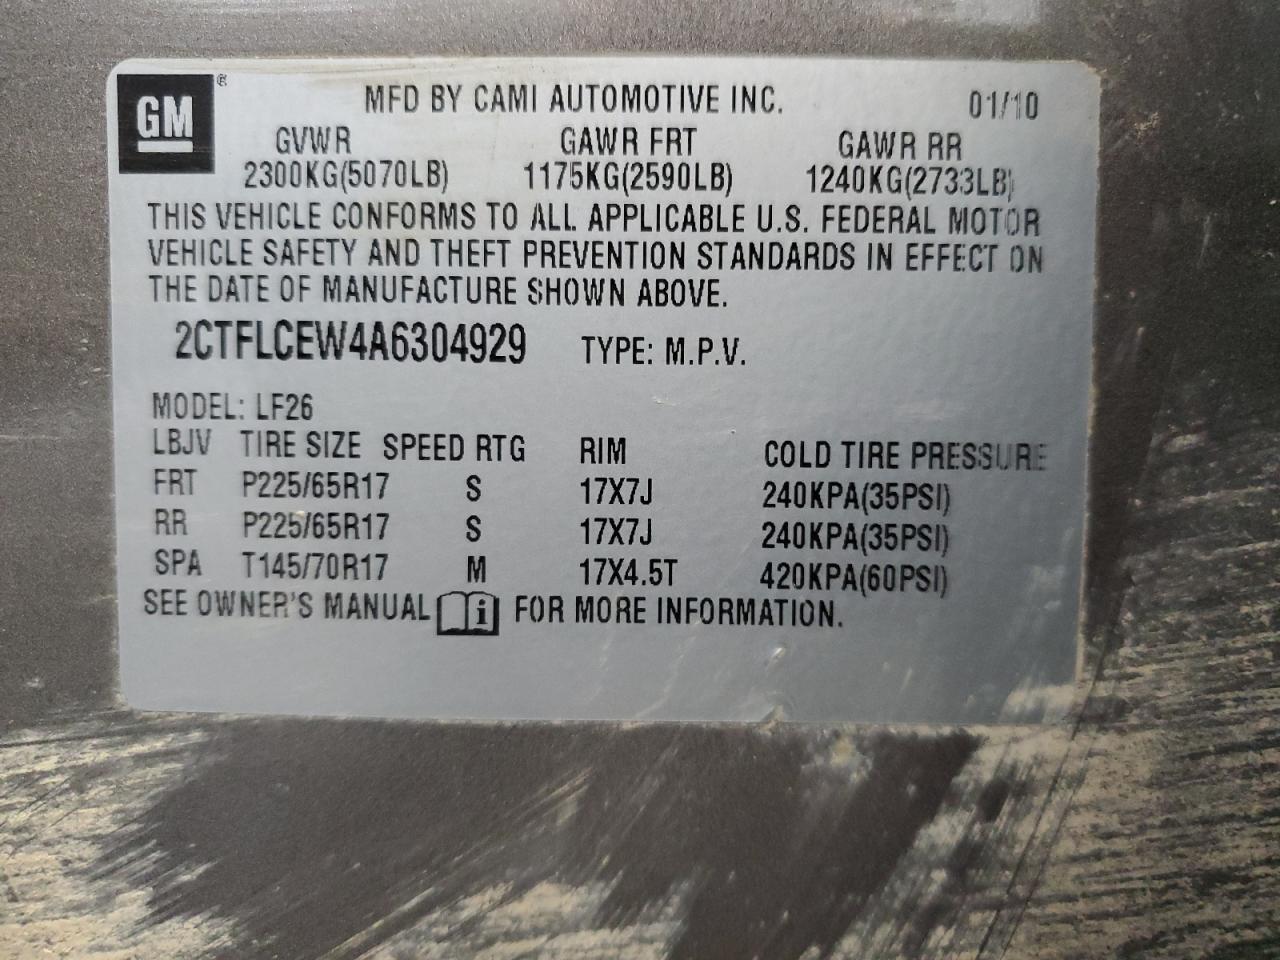 GM ®
MFD BY CAMI AUTOMOTIVE INC. 01/10
GVWR GAWR FRT GAWR RR
2300KG(5070LB) 1175KG(2590LB) 1240KG(2733LB)
THIS VEHICLE CONFORMS TO ALL APPLICABLE U.S. FEDERAL MOTOR
VEHICLE SAFETY AND THEFT PREVENTION STANDARDS IN EFFECT ON
THE DATE OF MANUFACTURE SHOWN ABOVE.
2CTFLCEW4A6304929 TYPE: M.P.V.
MODEL: LF26
LBJV TIRE SIZE SPEED RTG RIM COLD TIRE PRESSURE
FRT P225/65R17 S 17X7J 240KPA(35PSI)
RR P225/65R17 S 17X7J 240KPA(35PSI)
SPA T145/70R17 M 17X4.5T 420KPA(60PSI)
SEE OWNER'S MANUAL i FOR MORE INFORMATION.